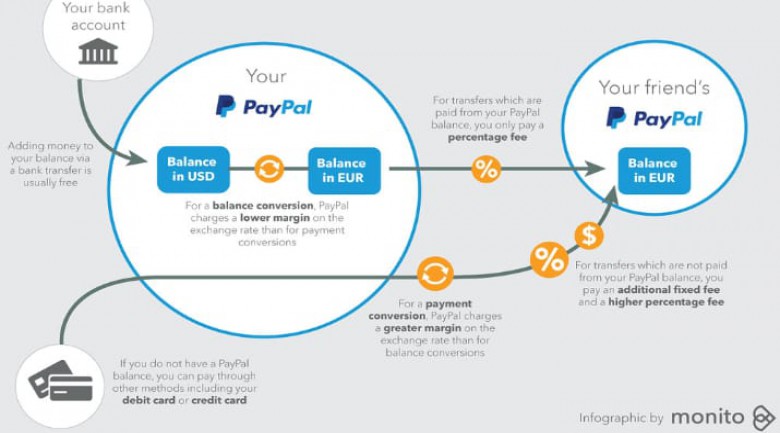 Your bank
account
Adding money to
your balance via
a bank transfer is
usually free
Your
PayPal
Balance
in USD
Balance
in EUR
For a balance conversion, PayPal
charges a lower margin on the
exchange rate than for payment
conversions
For transfers which are
paid from your PayPal
balance, you only pay a
percentage fee
%
Your friend's
PayPal
Balance
in EUR
%
$
For transfers which are not paid
from your PayPal balance, you
pay an additional fixed fee
and a higher percentage fee
For a payment
conversion, PayPal charges
a greater margin on the
exchange rate than for
balance conversions
If you do not have a PayPal
balance, you can pay through
other methods including your
debit card or credit card
Infographic by monito